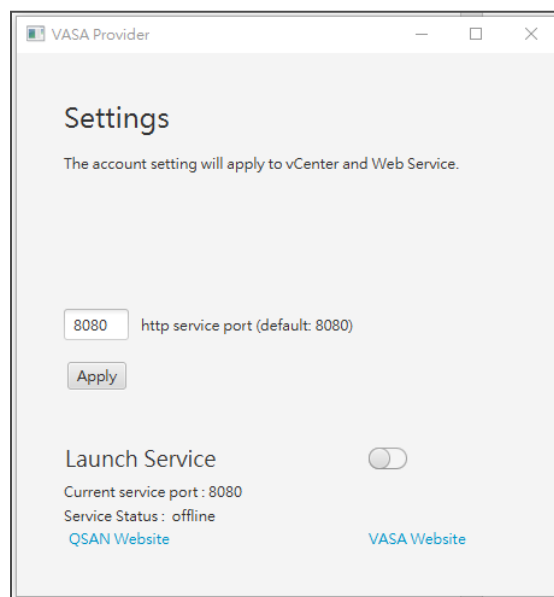 VASA Provider
Settings
The account setting will apply to vCenter and Web Service.
8080 http service port (default: 8080)
Apply
Launch Service
Current service port : 8080
Service Status : offline
QSAN Website VASA Website